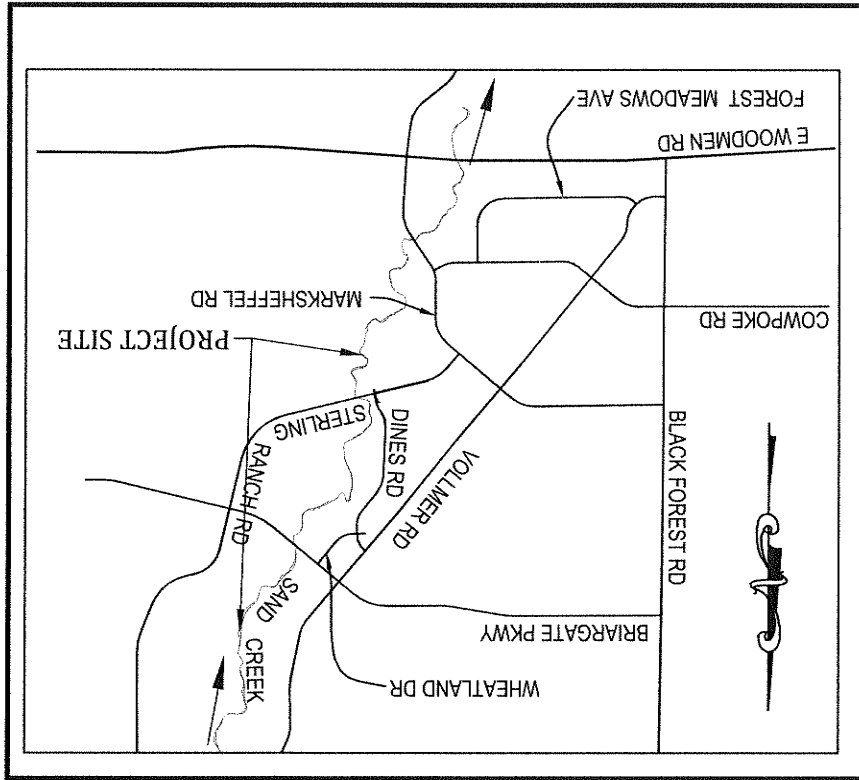 WHEATLAND DR
BRIARGATE PKWY
SAND
CREEK
BLACK FOREST RD
VOLLMER RD
DINES RD
STERLING
RANCH RD
PROJECT SITE
COWPOKE RD
MARKSHEFFEL RD
E WOODMEN RD
FOREST MEADOWS AVE